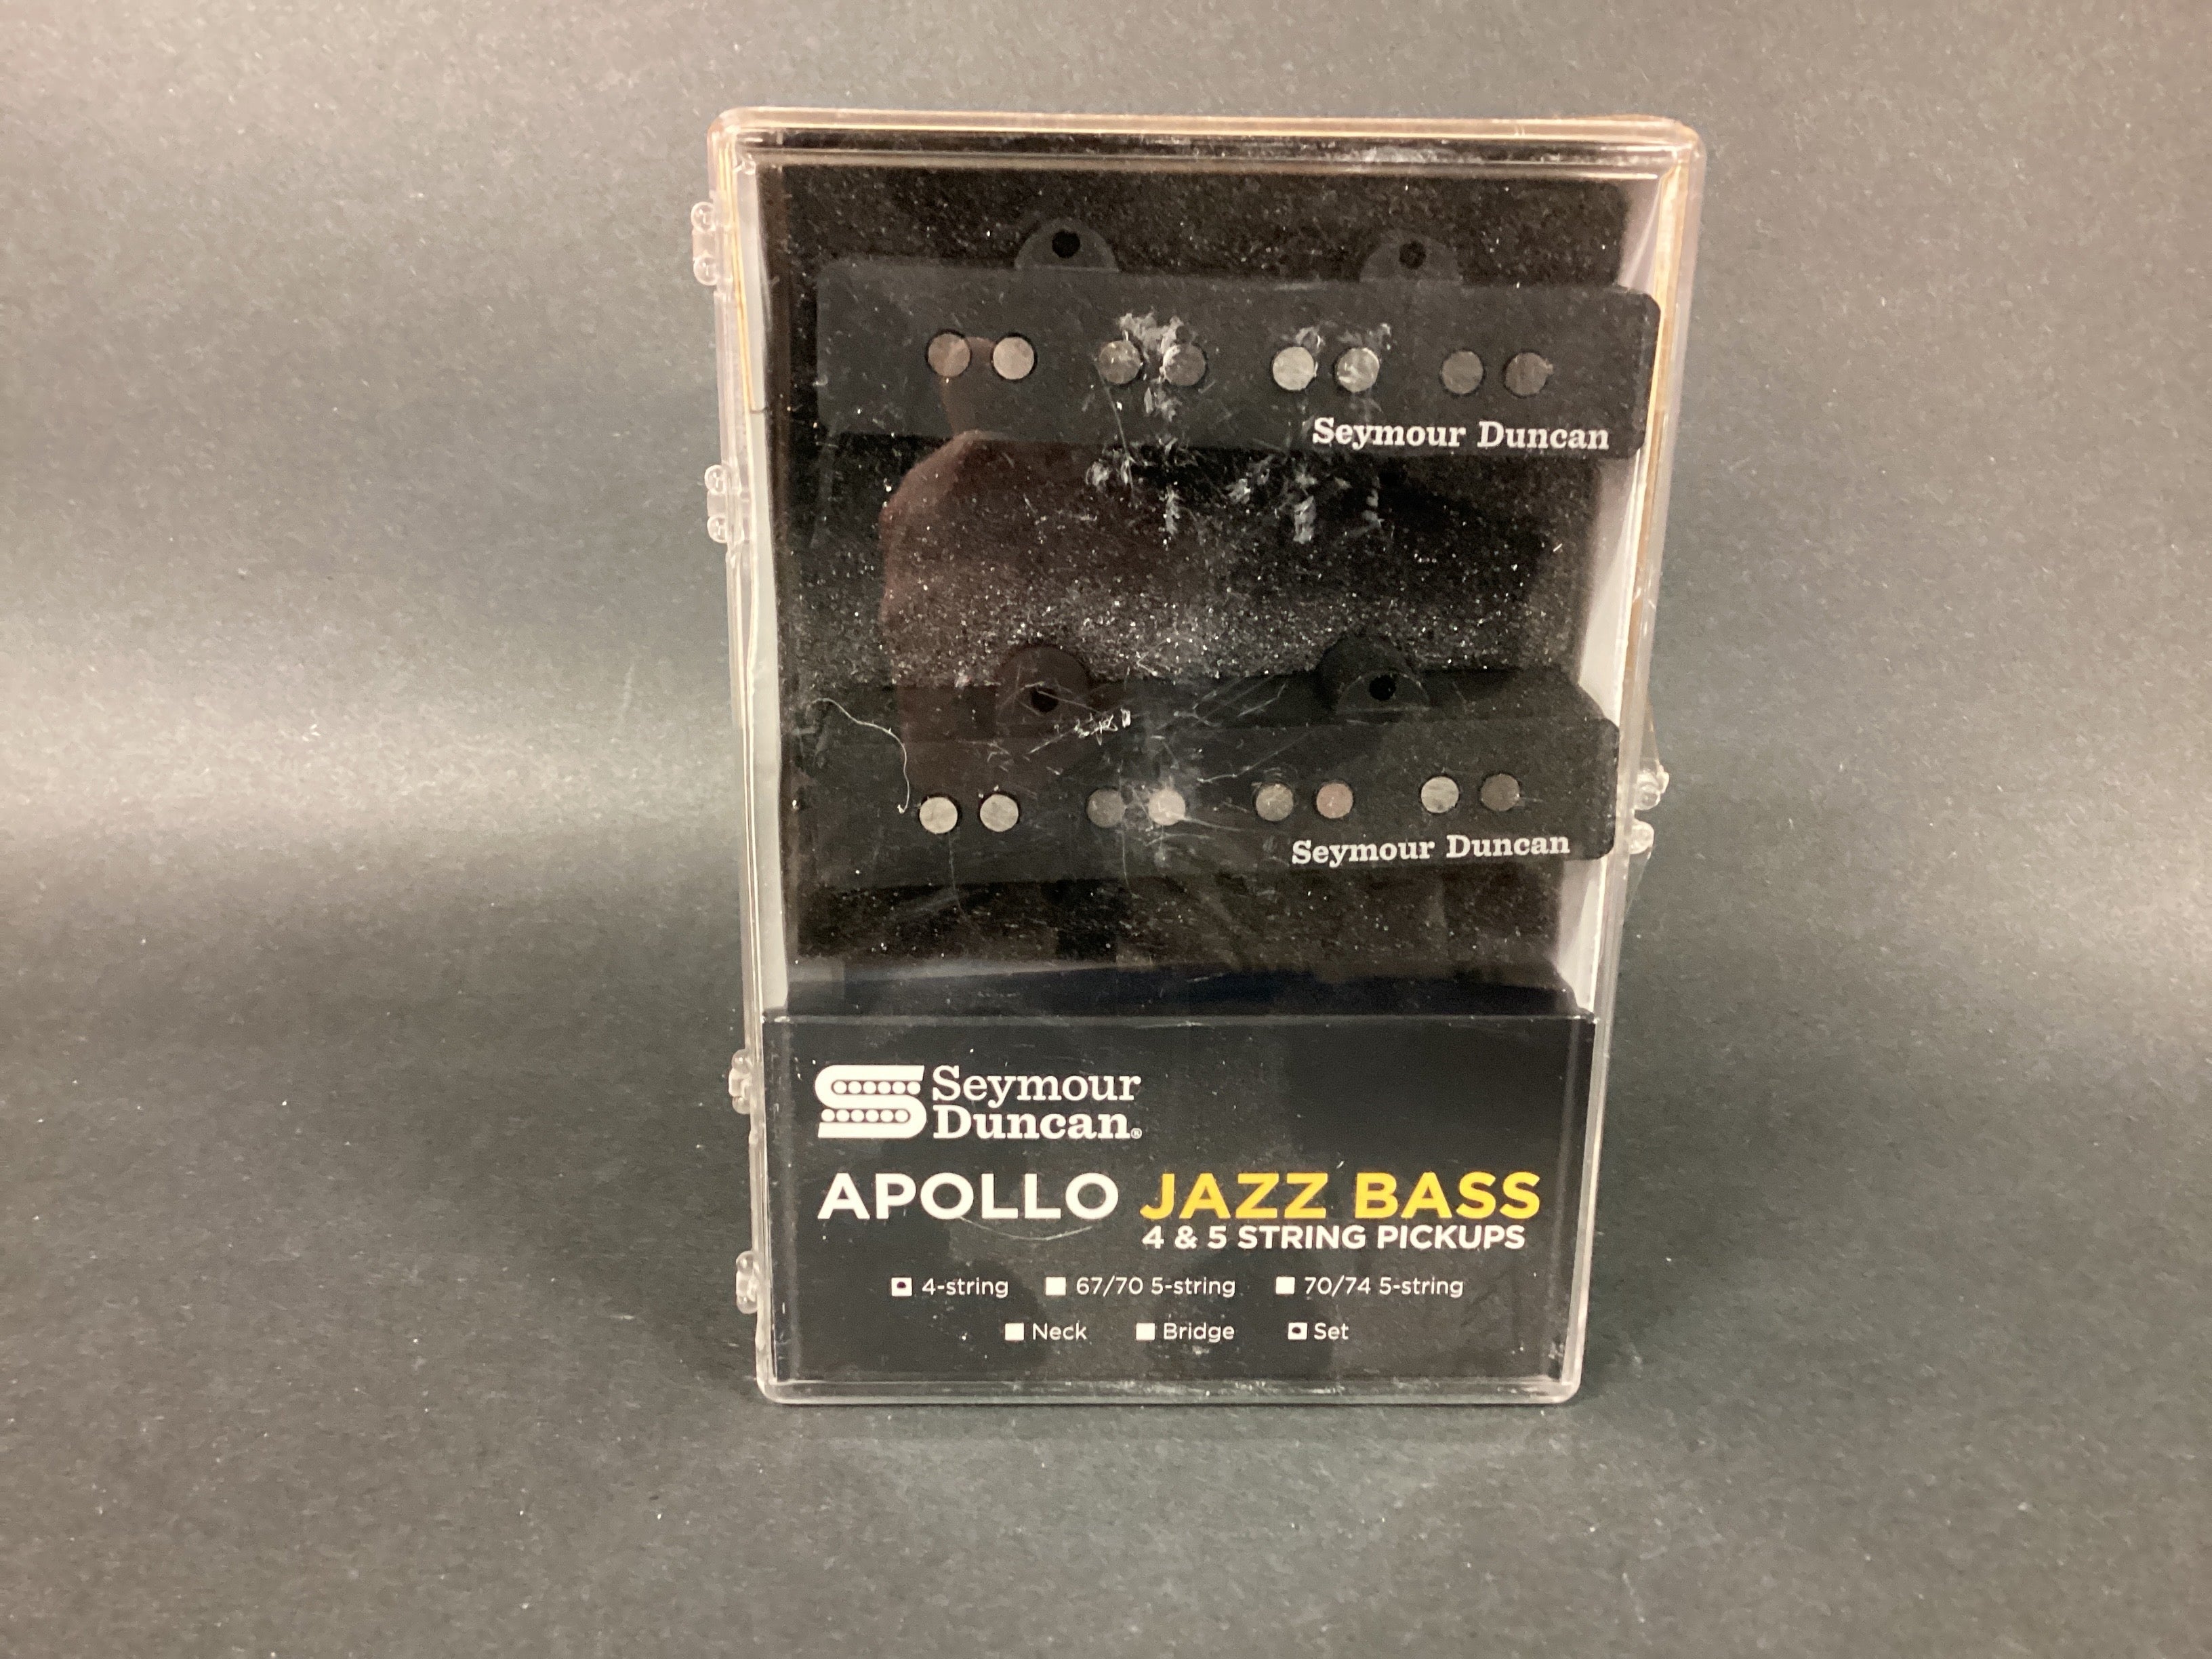 Seymour Duncan
Seymour Duncan
Seymour
Duncan®
APOLLO JAZZ BASS
4 & 5 STRING PICKUPS
4-string 67/70 5-string 70/74 5-string
Neck Bridge Set